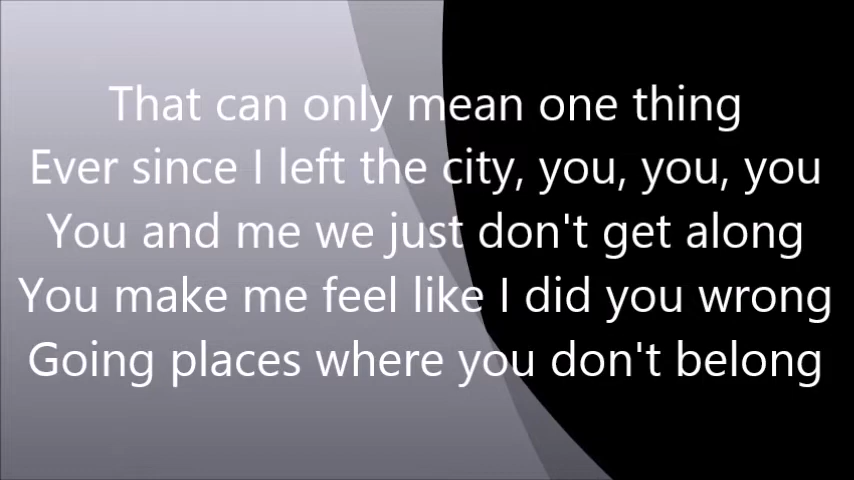 That can only mean one thing
Ever since I left the city, you, you, you
You and me we just don't get along
You make me feel like I did you wrong
Going places where you don't belong